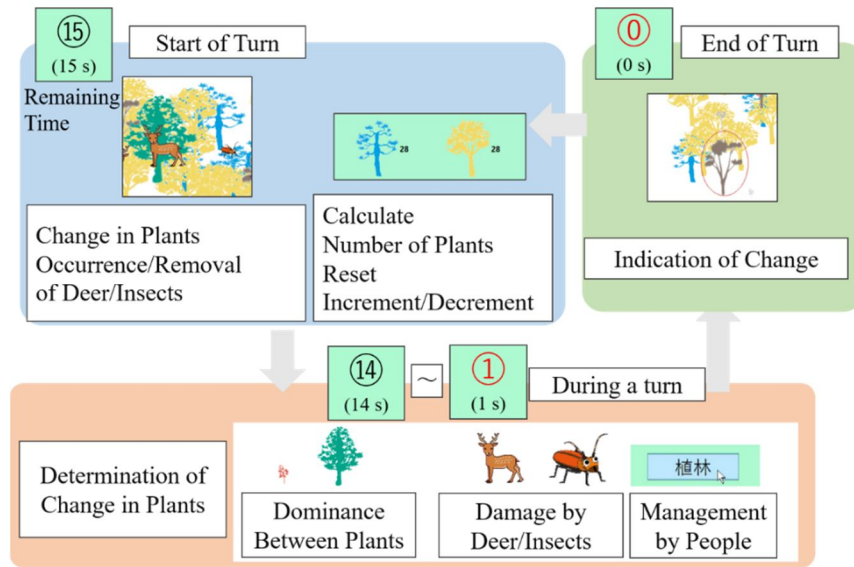 ⑮
(15 s)
Start of Turn
Remaining
Time
28
28
Change in Plants
Occurrence/Removal
of Deer/Insects
Calculate
Number of Plants
Reset
Increment/Decrement
⓪
(0 s)
End of Turn
Indication of Change
⑭
(14 s)
~
①
(1 s)
During a turn
Determination of
Change in Plants
Dominance
Between Plants
Damage by
Deer/Insects
植林
Management
by People